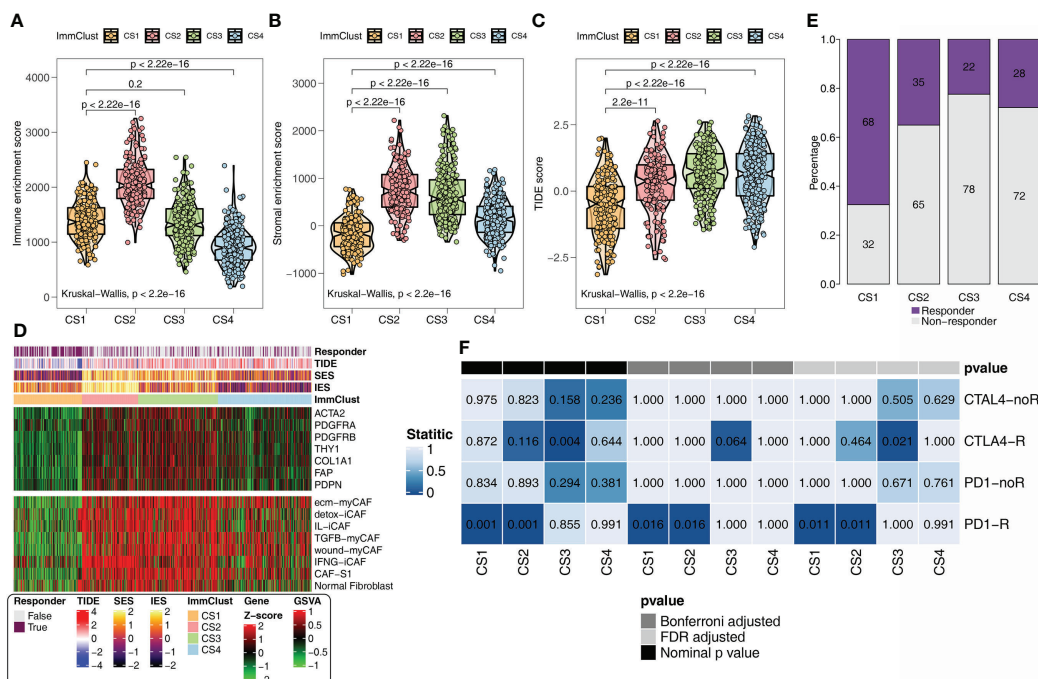 A
ImmClust CS1 CS2 CS3 CS4
Immune enrichment score
4000
3000
2000
1000
0
p < 2.22e-16
0.2
p < 2.22e-16
Kruskal-Wallis, p < 2.2e-16
CS1 CS2 CS3 CS4
B
ImmClust CS1 CS2 CS3 CS4
Stromal enrichment score
3000
2000
1000
0
-1000
p < 2.22e-16
p < 2.22e-16
p < 2.22e-16
Kruskal-Wallis, p < 2.2e-16
CS1 CS2 CS3 CS4
C
ImmClust CS1 CS2 CS3 CS4
TIDE score
5.0
2.5
0.0
-2.5
p < 2.22e-16
p < 2.22e-16
2.2e-11
Kruskal-Wallis, p < 2.2e-16
CS1 CS2 CS3 CS4
E
Percentage
1.0
0.8
0.6
0.4
0.2
0.0
68 35 22 28
32 65 78 72
CS1 CS2 CS3 CS4
Responder
Non-responder
D
Responder
TIDE
SES
IES
ImmClust
ACTA2
PDGFRA
PDGFRB
THY1
COL1A1
FAP
PDPN
ecm-myCAF
detox-iCAF
IL-iCAF
TGFB-myCAF
wound-myCAF
IFNG-iCAF
CAF-S1
Normal Fibroblast
Responder
False
True
TIDE
4
2
0
-2
-4
SES
2
1
0
-1
-2
IES
2
1
0
-1
-2
ImmClust
CS1
CS2
CS3
CS4
Gene
Z-score
2
1
0
-1
-2
GSVA
1
0.5
0
-0.5
-1
F
pvalue
0.975 0.823 0.158 0.236 1.000 1.000 1.000 1.000 1.000 1.000 0.505 0.629 CTAL4-noR
0.872 0.116 0.004 0.644 1.000 1.000 0.064 1.000 1.000 0.464 0.021 1.000 CTLA4-R
0.834 0.893 0.294 0.381 1.000 1.000 1.000 1.000 1.000 1.000 0.671 0.761 PD1-noR
0.001 0.001 0.855 0.991 0.016 0.016 1.000 1.000 0.011 0.011 1.000 0.991 PD1-R
CS1 CS2 CS3 CS4 CS1 CS2 CS3 CS4 CS1 CS2 CS3 CS4
Statitic
1
0.5
0
pvalue
Bonferroni adjusted
FDR adjusted
Nominal p value